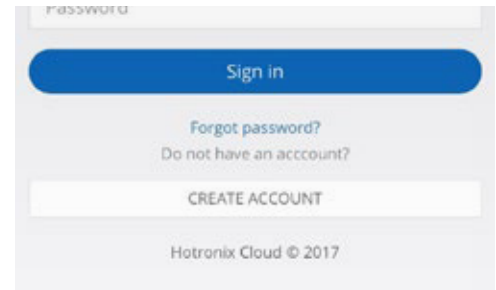 Password
Sign in
Forgot password?
Do not have an acccount?
CREATE ACCOUNT
Hotronix Cloud © 2017